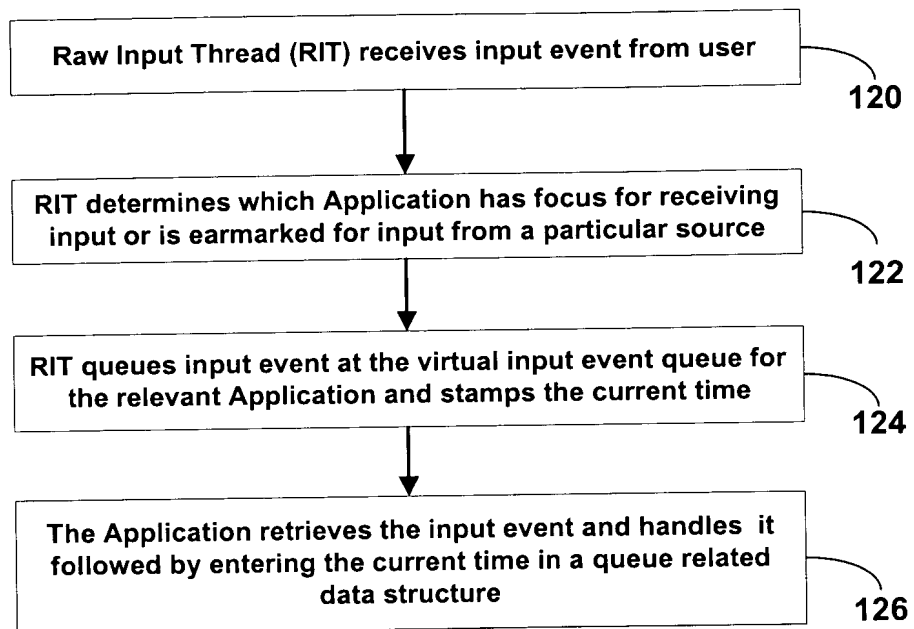 Raw Input Thread (RIT) receives input event from user
120
RIT determines which Application has focus for receiving
input or is earmarked for input from a particular source
122
RIT queues input event at the virtual input event queue for
the relevant Application and stamps the current time
124
The Application retrieves the input event and handles it
followed by entering the current time in a queue related
data structure
126